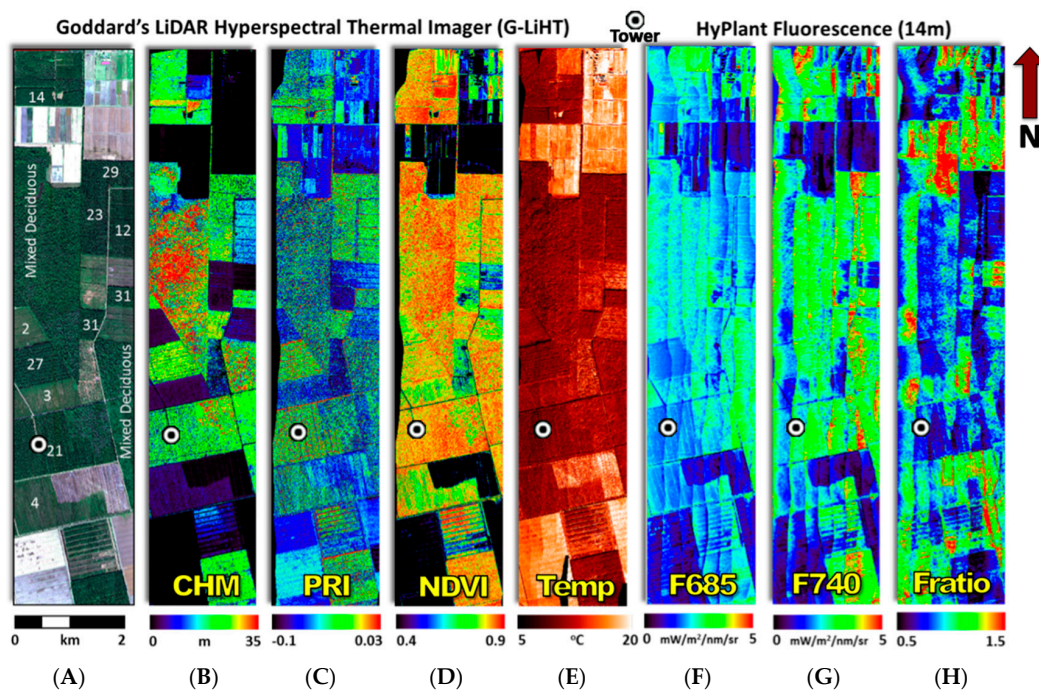 Goddard's LiDAR Hyperspectral Thermal Imager (G-LiHT)
Tower
HyPlant Fluorescence (14m)
N
14
29
23
12
Mixed Deciduous
31
31
2
27
3
Mixed Deciduous
21
4
CHM
PRI
NDVI
Temp
F685
F740
Fratio
0 km 2
0 m 35
-0.1 0.03
0.4 0.9
5 ºC 20
0 mW/m²/nm/sr 5
0 mW/m²/nm/sr 5
0.5 1.5
(A) (B) (C) (D) (E) (F) (G) (H)